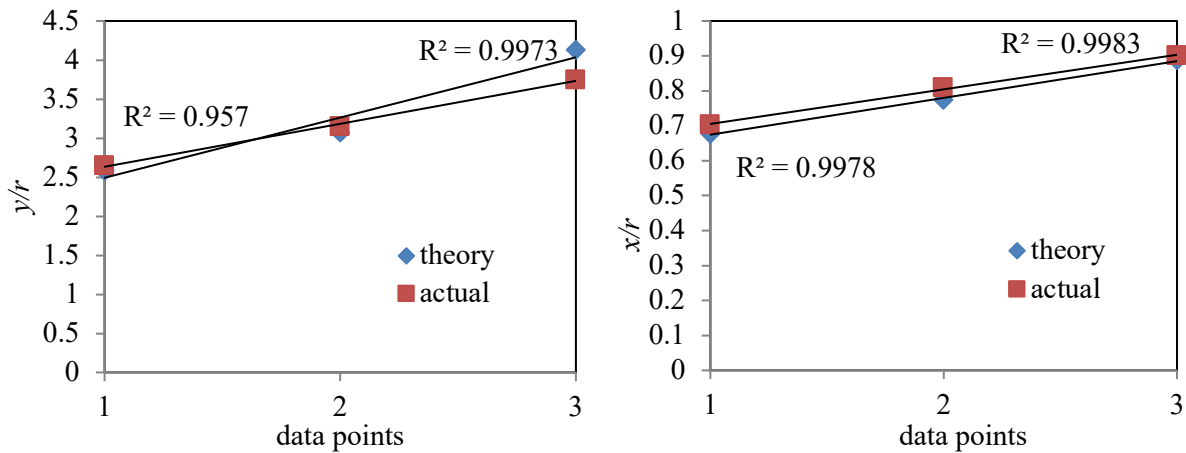 4.5
4
3.5
3
2.5
2
1.5
1
0.5
0
y/r
R² = 0.9973
R² = 0.957
theory
actual
1 2 3
data points
1
0.9
0.8
0.7
0.6
0.5
0.4
0.3
0.2
0.1
0
x/r
R² = 0.9983
R² = 0.9978
theory
actual
1 2 3
data points